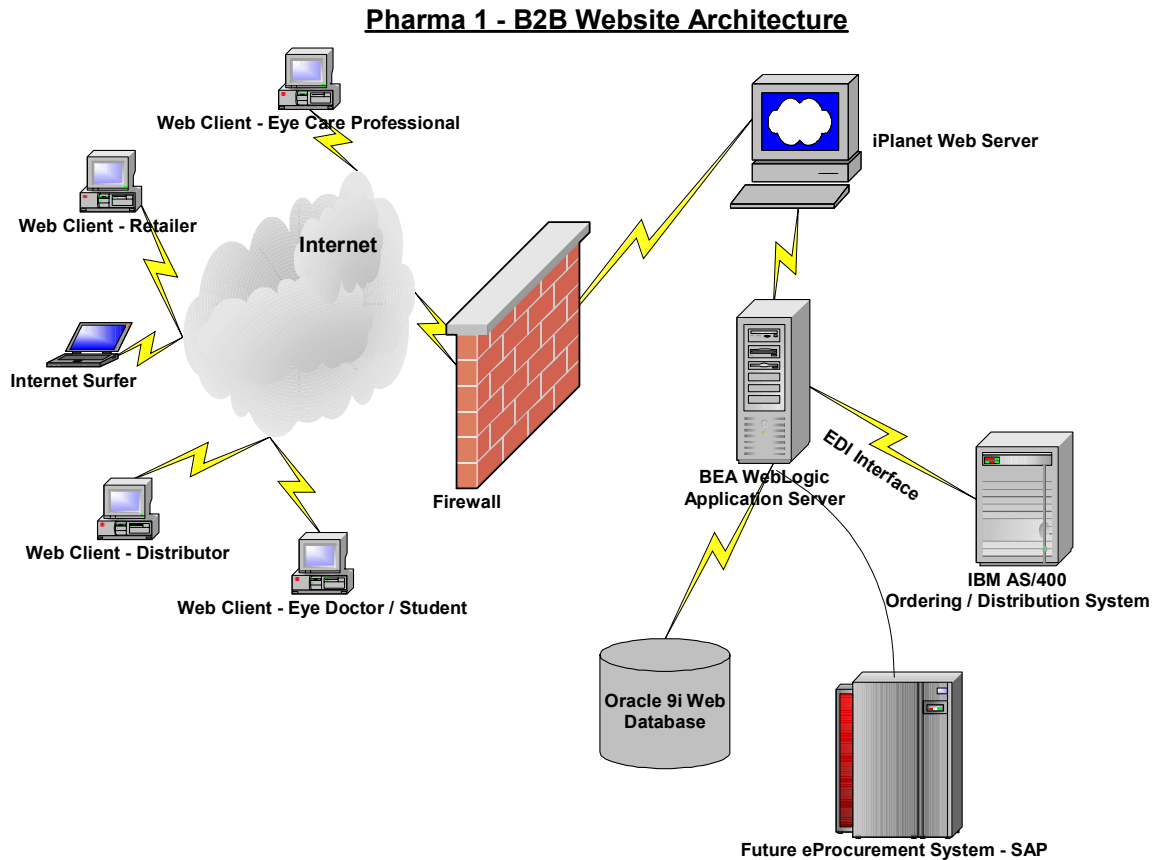 Pharma 1 - B2B Website Architecture
Web Client - Eye Care Professional
iPlanet Web Server
Web Client - Retailer
Internet
Internet Surfer
Firewall
BEA WebLogic
Application Server
EDI Interface
Web Client - Distributor
Web Client - Eye Doctor / Student
IBM AS/400
Ordering / Distribution System
Oracle 9i Web
Database
Future eProcurement System - SAP